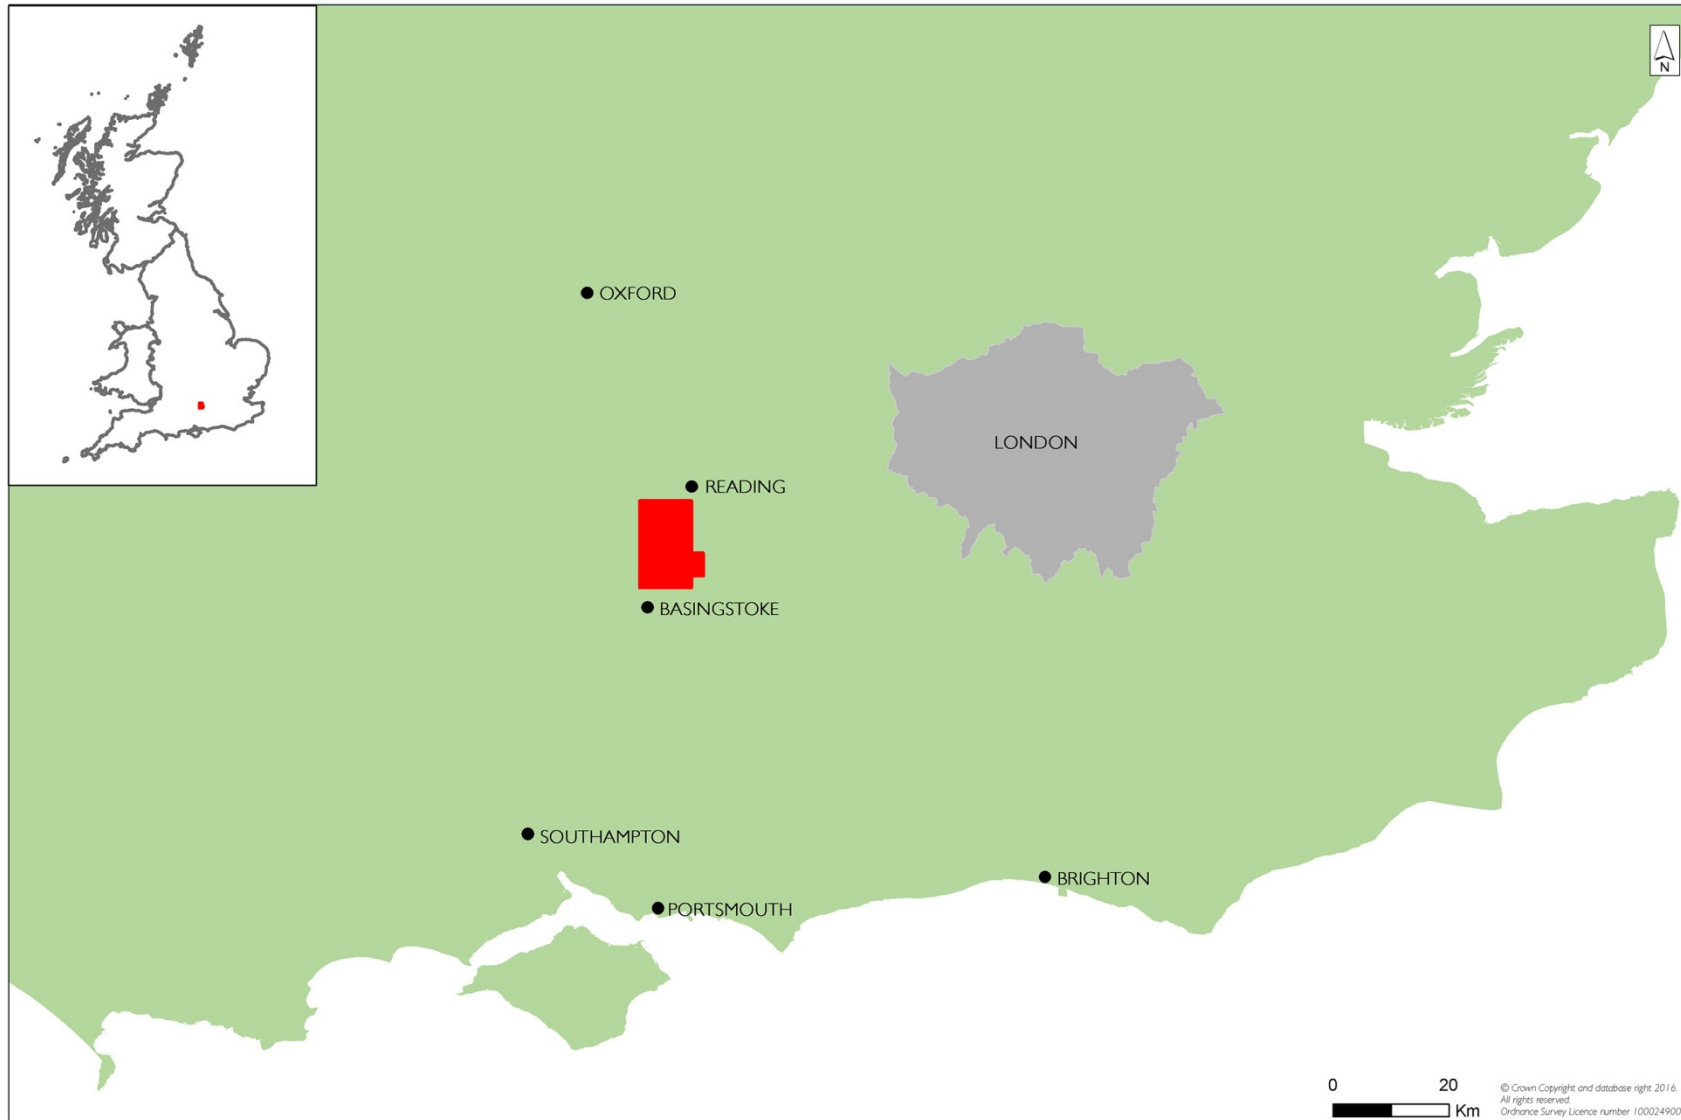 N
OXFORD
LONDON
READING
BASINGSTOKE
SOUTHAMPTON
BRIGHTON
PORTSMOUTH
0 20
Km
© Crown Copyright and database right 2016.
All rights reserved.
Ordnance Survey Licence number 100024900